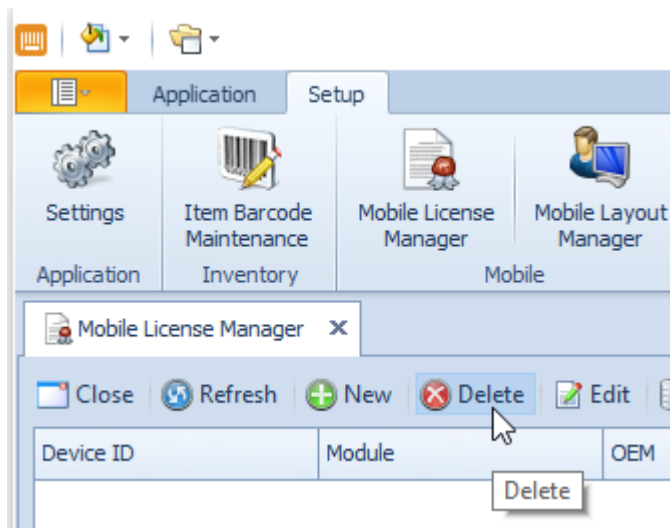 Application
Setup
Settings
Item Barcode
Maintenance
Mobile License
Manager
Mobile Layout
Manager
Application
Inventory
Mobile
Mobile License Manager
Close
Refresh
New
Delete
Edit
Device ID
Module
OEM
Delete